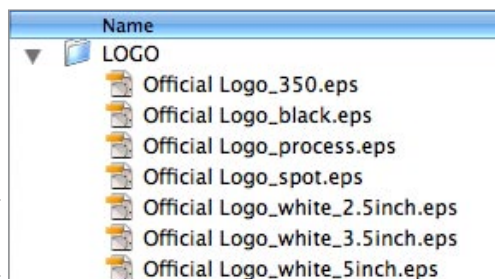 Name
LOGO
Official Logo_350.eps
Official Logo_black.eps
Official Logo_process.eps
Official Logo_spot.eps
Official Logo_white_2.5inch.eps
Official Logo_white_3.5inch.eps
Official Logo_white_5inch.eps